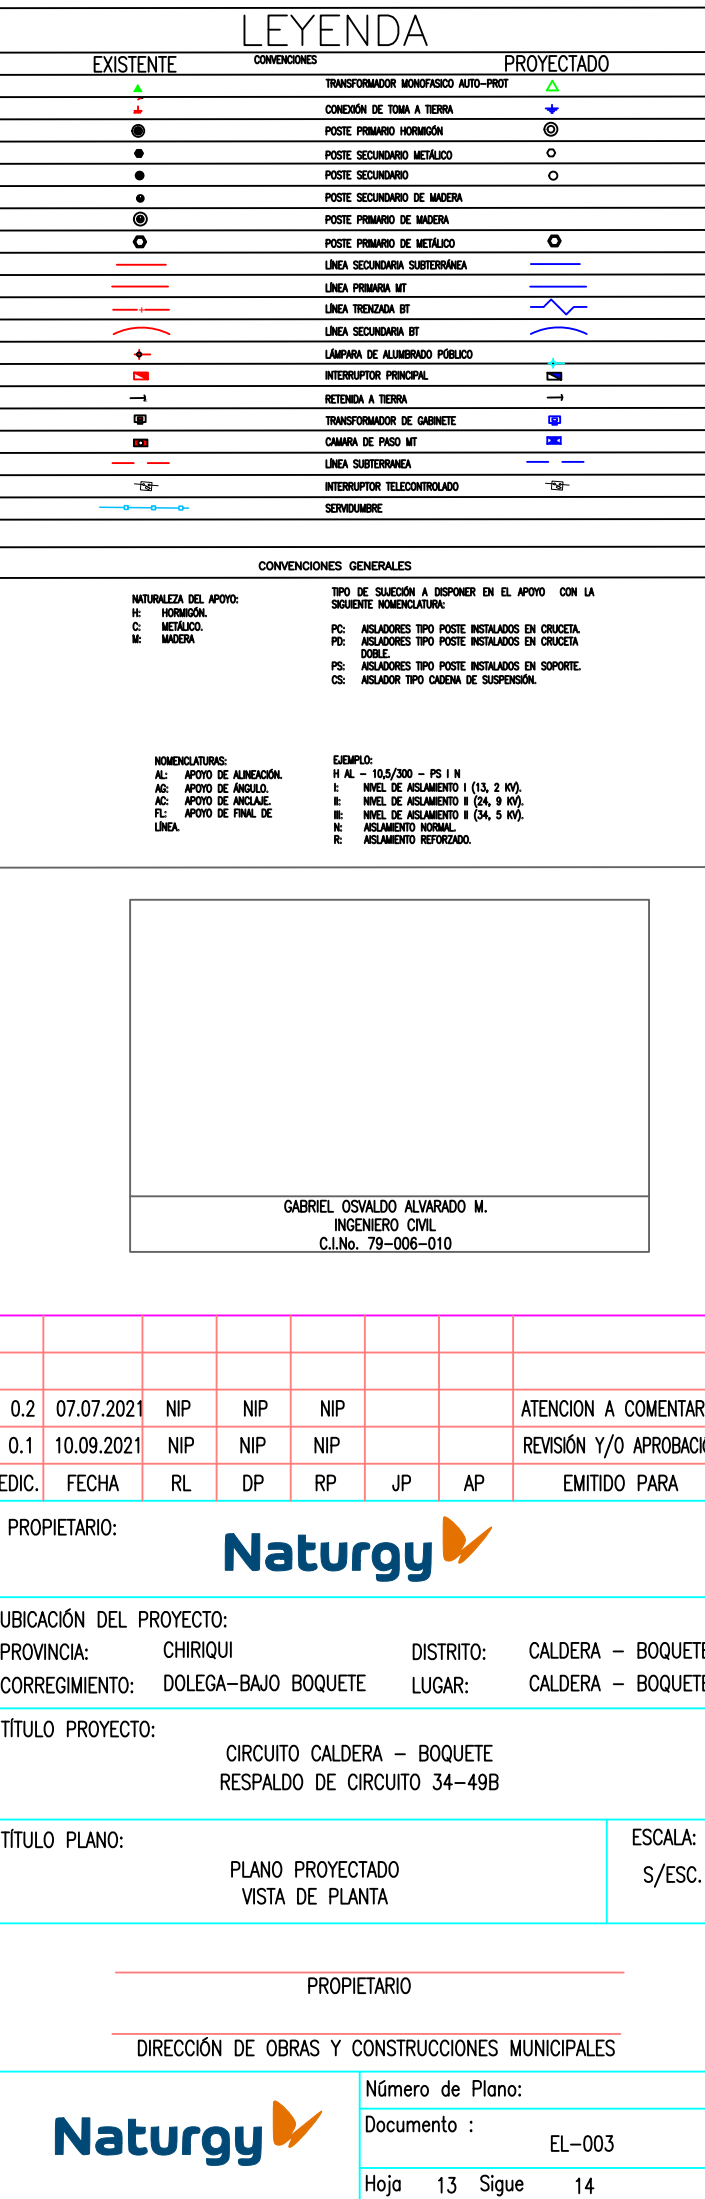 LEYENDA
EXISTENTE CONVENCIONES PROYECTADO
TRANSFORMADOR MONOFASICO AUTO-PROT
CONEXIÓN DE TOMA A TIERRA
POSTE PRIMARIO HORMIGÓN
POSTE SECUNDARIO METÁLICO
POSTE SECUNDARIO
POSTE SECUNDARIO DE MADERA
POSTE PRIMARIO DE MADERA
POSTE PRIMARIO DE METÁLICO
LÍNEA SECUNDARIA SUBTERRÁNEA
LÍNEA PRIMARIA MT
LÍNEA TRENZADA BT
LÍNEA SECUNDARIA BT
LÁMPARA DE ALUMBRADO PÚBLICO
INTERRUPTOR PRINCIPAL
RETENIDA A TIERRA
TRANSFORMADOR DE GABINETE
CAMARA DE PASO MT
LÍNEA SUBTERRANEA
INTERRUPTOR TELECONTROLADO
SERVIDUMBRE
CONVENCIONES GENERALES
NATURALEZA DEL APOYO:
H: HORMIGÓN.
C: METÁLICO.
M: MADERA
TIPO DE SUJECIÓN A DISPONER EN EL APOYO CON LA
SIGUIENTE NOMENCLATURA:
PC: AISLADORES TIPO POSTE INSTALADOS EN CRUCETA.
PD: AISLADORES TIPO POSTE INSTALADOS EN CRUCETA
DOBLE.
PS: AISLADORES TIPO POSTE INSTALADOS EN SOPORTE.
CS: AISLADOR TIPO CADENA DE SUSPENSIÓN.
NOMENCLATURAS:
AL: APOYO DE ALINEACIÓN.
AG: APOYO DE ÁNGULO.
AC: APOYO DE ANCLAJE.
FL: APOYO DE FINAL DE
LÍNEA.
EJEMPLO:
H AL - 10,5/300 - PS I N
I: NIVEL DE AISLAMIENTO I (13, 2 KV).
II: NIVEL DE AISLAMIENTO II (24, 9 KV).
III: NIVEL DE AISLAMIENTO II (34, 5 KV).
N: AISLAMIENTO NORMAL.
R: AISLAMIENTO REFORZADO.
GABRIEL OSVALDO ALVARADO M.
INGENIERO CIVIL
C.I.No. 79-006-010
0.2 07.07.2021 NIP NIP NIP ATENCION A COMENTAR
0.1 10.09.2021 NIP NIP NIP REVISIÓN Y/O APROBACIÓ
EDIC. FECHA RL DP RP JP AP EMITIDO PARA
PROPIETARIO:
Naturgy
UBICACIÓN DEL PROYECTO:
PROVINCIA: CHIRIQUI DISTRITO: CALDERA - BOQUETE
CORREGIMIENTO: DOLEGA-BAJO BOQUETE LUGAR: CALDERA - BOQUETE
TÍTULO PROYECTO:
CIRCUITO CALDERA - BOQUETE
RESPALDO DE CIRCUITO 34-49B
TÍTULO PLANO: ESCALA:
PLANO PROYECTADO S/ESC.
VISTA DE PLANTA
PROPIETARIO
DIRECCIÓN DE OBRAS Y CONSTRUCCIONES MUNICIPALES
Naturgy
Número de Plano:
Documento :
EL-003
Hoja 13 Sigue 14